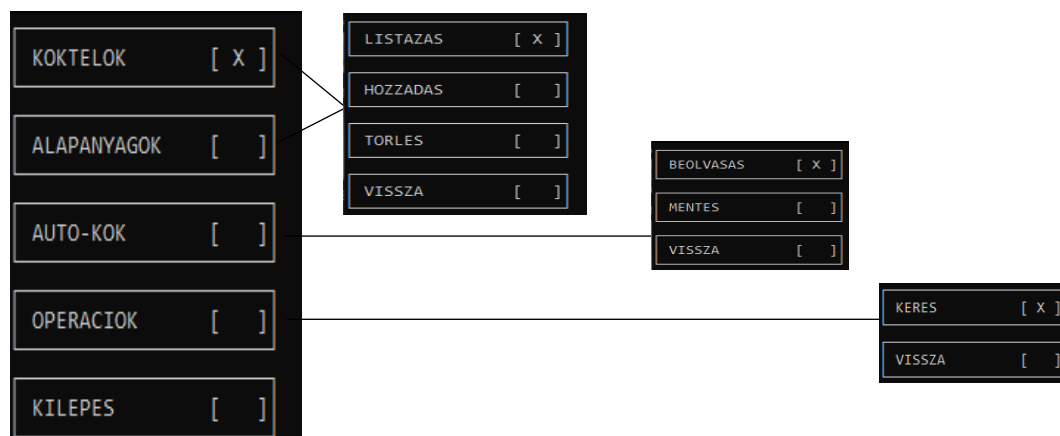 KOKTELOK [ X ]
ALAPANYAGOK [ ]
AUTO-KOK [ ]
OPERACIOK [ ]
KILEPES [ ]
LISTAZAS [ X ]
HOZZADAS [ ]
TORLES [ ]
VISSZA [ ]
BEOLVASAS [ X ]
MENTES [ ]
VISSZA [ ]
KERES [ X ]
VISSZA [ ]